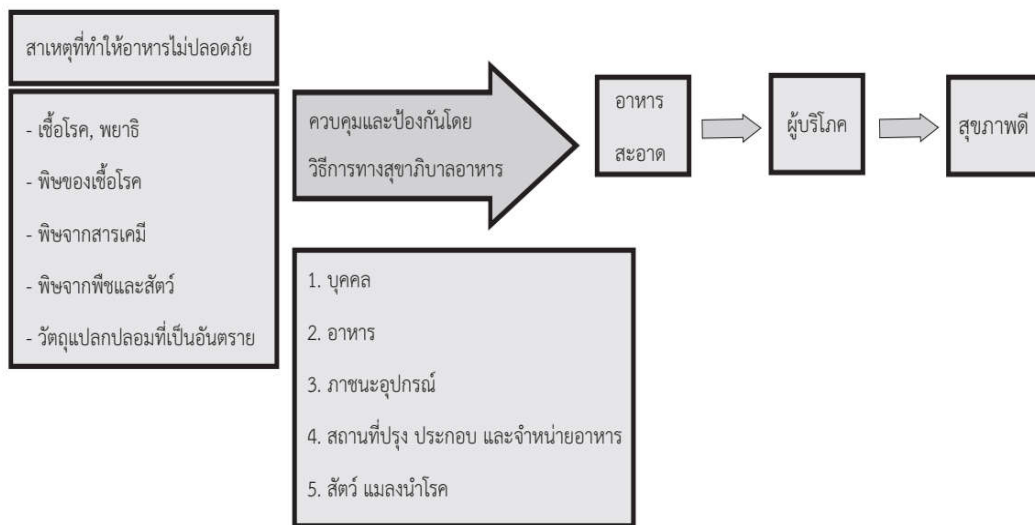 สาเหตุที่ทำให้อาหารไม่ปลอดภัย
- เชื้อโรค, พยาธิ
- พิษของเชื้อโรค
- พิษจากสารเคมี
- พิษจากพืชและสัตว์
- วัตถุแปลกปลอมที่เป็นอันตราย
ควบคุมและป้องกันโดย
วิธีการทางสุขาภิบาลอาหาร
1. บุคคล
2. อาหาร
3. ภาชนะอุปกรณ์
4. สถานที่ปรุง ประกอบ และจำหน่ายอาหาร
5. สัตว์ แมลงนำโรค
อาหาร
สะอาด
ผู้บริโภค
สุขภาพดี